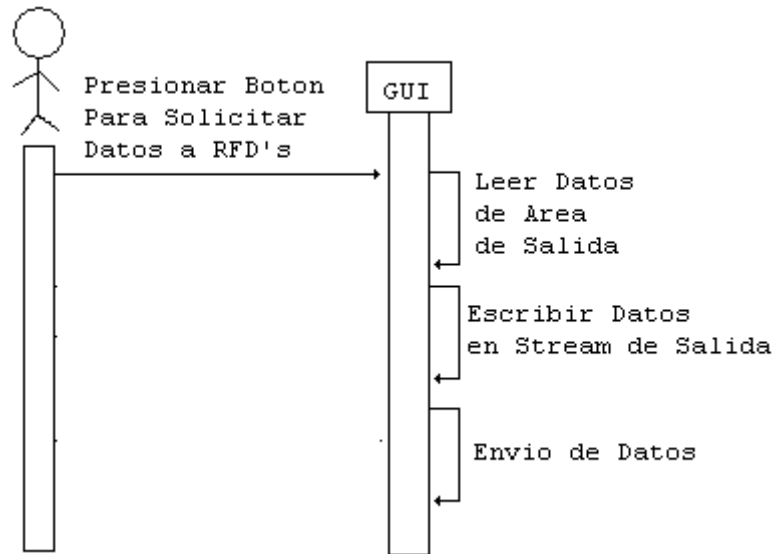 Presionar Boton
Para Solicitar
Datos a RFD's
GUI
Leer Datos
de Area
de Salida
Escribir Datos
en Stream de Salida
Envio de Datos